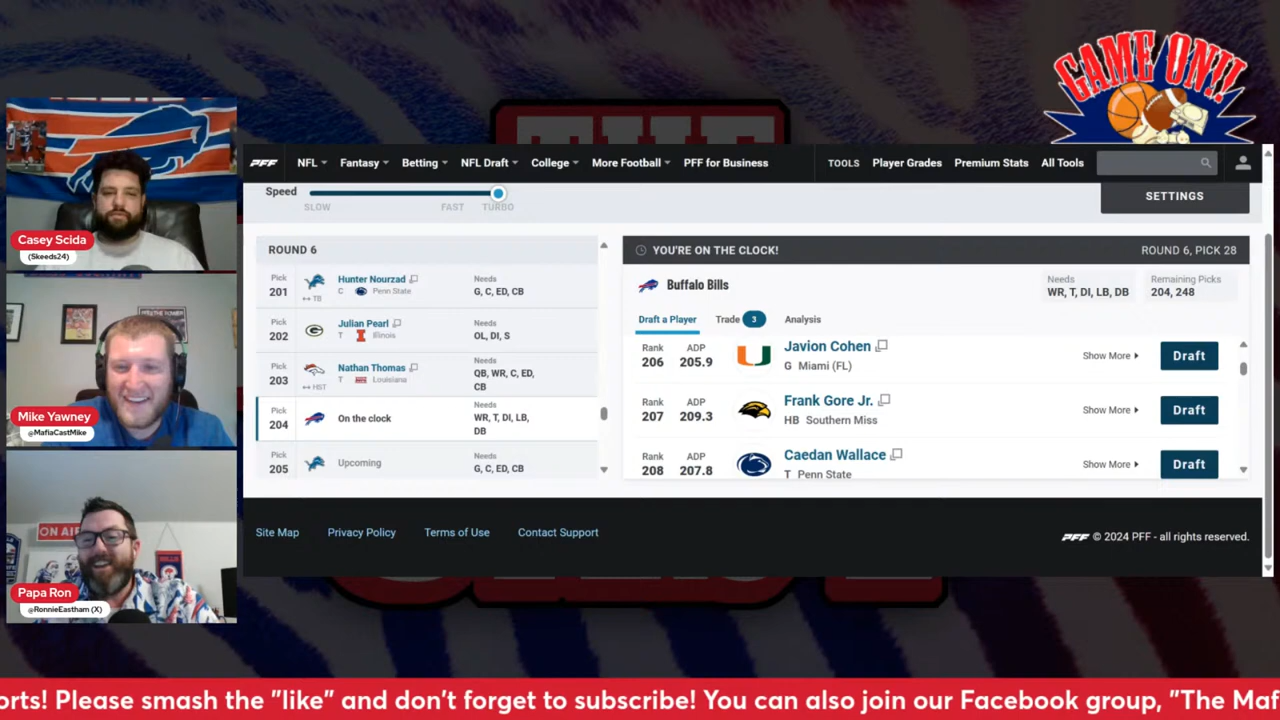 GAME ON!!
THE
PFF
NFL
Fantasy
Betting
NFL Draft
College
More Football
PFF for Business
TOOLS
Player Grades
Premium Stats
All Tools
Speed
SLOW
FAST
TURBO
SETTINGS
ROUND 6
Pick
201
↔ TB
Hunter Nourzad
C Penn State
Needs
G, C, ED, CB
Pick
202
Julian Pearl
T Illinois
Needs
OL, DI, S
Pick
203
↔ HST
Nathan Thomas
T Louisiana
Needs
QB, WR, C, ED,
CB
Pick
204
On the clock
Needs
WR, T, DI, LB,
DB
Pick
205
Upcoming
Needs
G, C, ED, CB
YOU'RE ON THE CLOCK!
ROUND 6, PICK 28
Buffalo Bills
Needs
WR, T, DI, LB, DB
Remaining Picks
204, 248
Draft a Player
Trade 3
Analysis
Rank
206
ADP
205.9
Javion Cohen
G Miami (FL)
Show More
Draft
Rank
207
ADP
209.3
Frank Gore Jr.
HB Southern Miss
Show More
Draft
Rank
208
ADP
207.8
Caedan Wallace
T Penn State
Show More
Draft
Site Map
Privacy Policy
Terms of Use
Contact Support
PFF © 2024 PFF - all rights reserved.
Casey Scida
(Skeeds24)
Mike Yawney
@MafiaCastMike
ON AIR
Papa Ron
@RonnieEastham (X)
orts! Please smash the "like" and don't forget to subscribe! You can also join our Facebook group, "The Maf